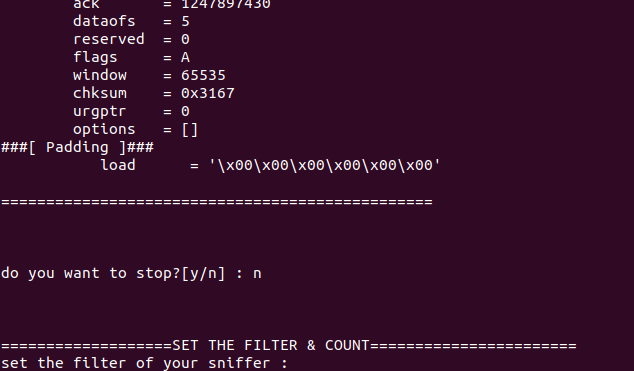 ack = 1247897430
dataofs = 5
reserved = 0
flags = A
window = 65535
chksum = 0x3167
urgptr = 0
options = []
###[ Padding ]###
load = '\x00\x00\x00\x00\x00\x00'
================================================
do you want to stop?[y/n] : n
===================SET THE FILTER & COUNT=======================
set the filter of your sniffer :